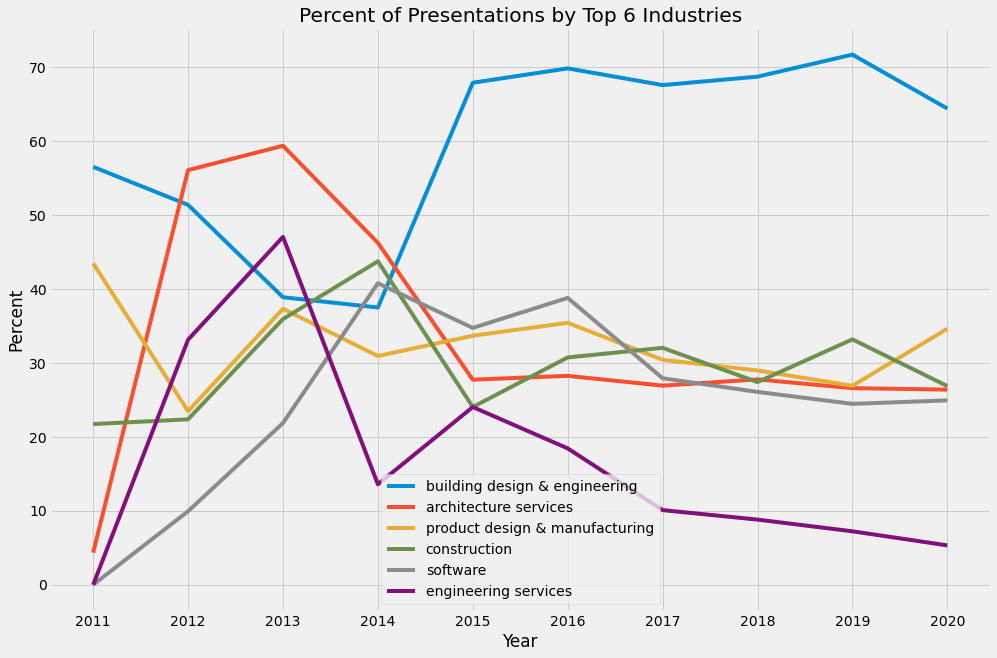 Percent of Presentations by Top 6 Industries
Percent
70
60
50
40
30
20
10
0
building design & engineering
architecture services
product design & manufacturing
construction
software
engineering services
2011 2012 2013 2014 2015 2016 2017 2018 2019 2020
Year